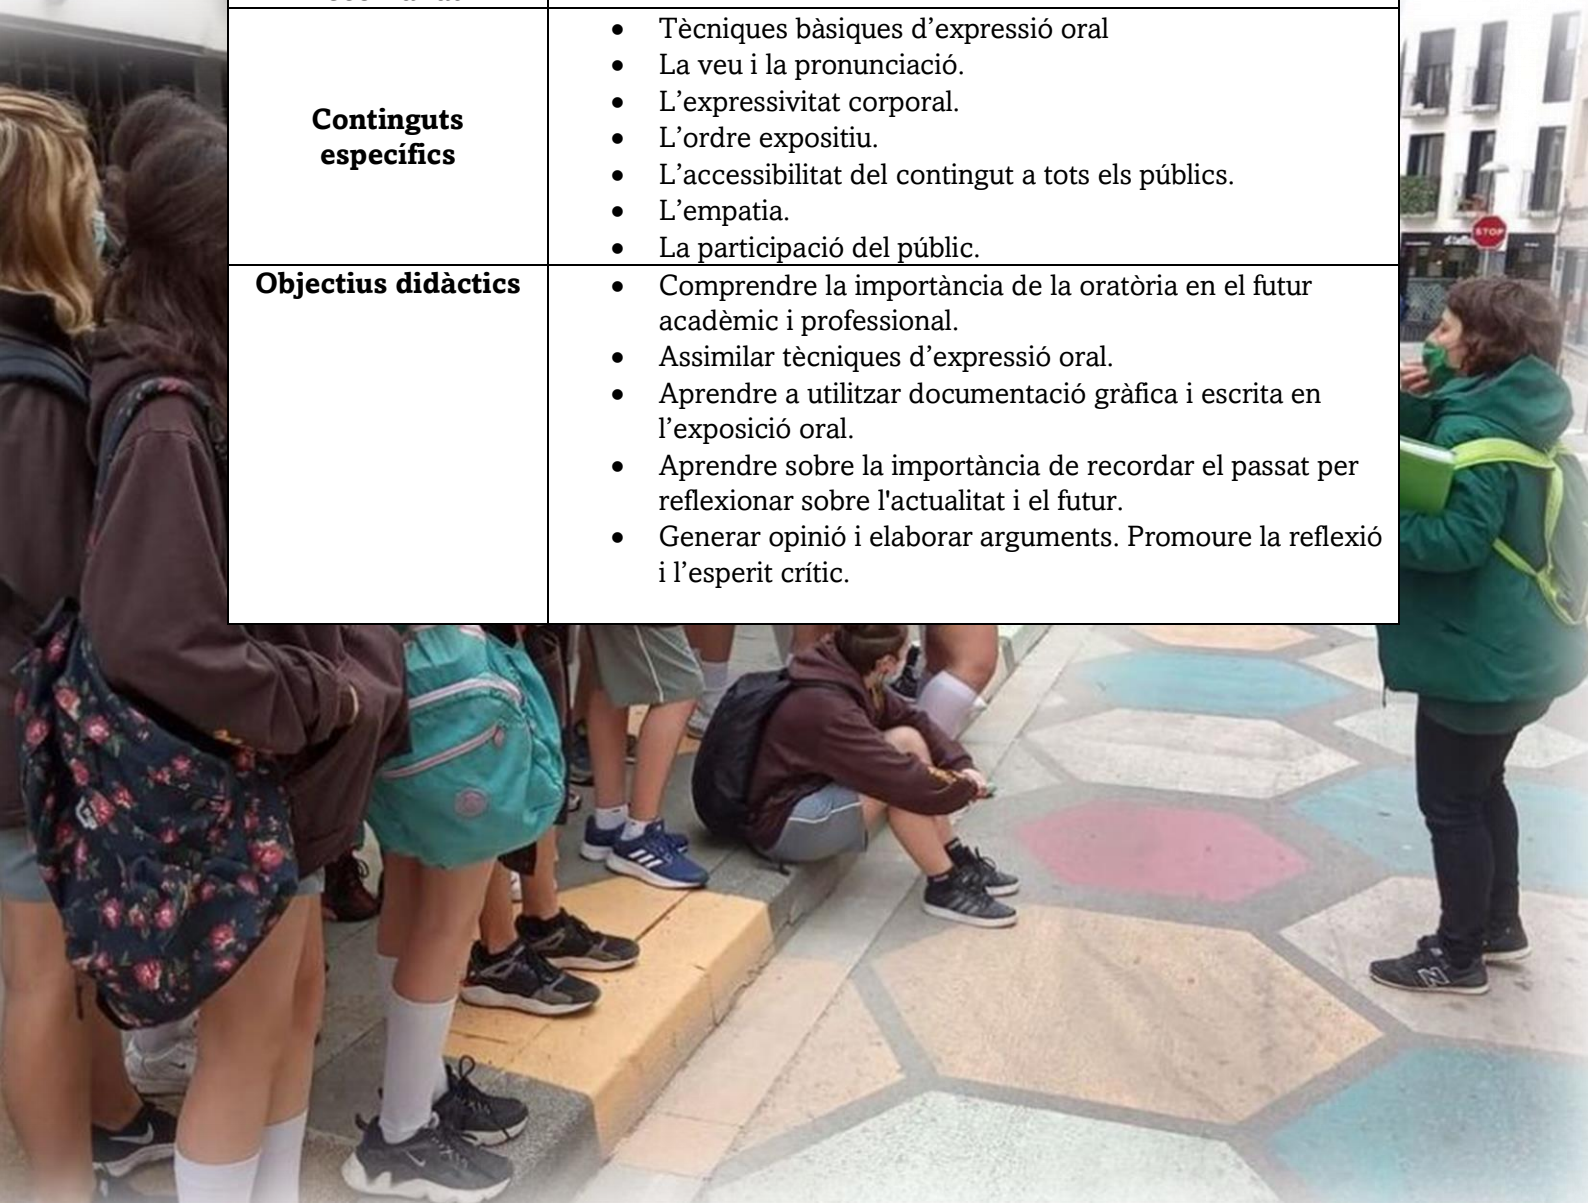 Continguts
específics
• Tècniques bàsiques d’expressió oral
• La veu i la pronunciació.
• L’expressivitat corporal.
• L’ordre expositiu.
• L’accessibilitat del contingut a tots els públics.
• L’empatia.
• La participació del públic.
Objectius didàctics
• Comprendre la importància de la oratòria en el futur
acadèmic i professional.
• Assimilar tècniques d’expressió oral.
• Aprendre a utilitzar documentació gràfica i escrita en
l’exposició oral.
• Aprendre sobre la importància de recordar el passat per
reflexionar sobre l'actualitat i el futur.
• Generar opinió i elaborar arguments. Promoure la reflexió
i l’esperit crític.
STOP